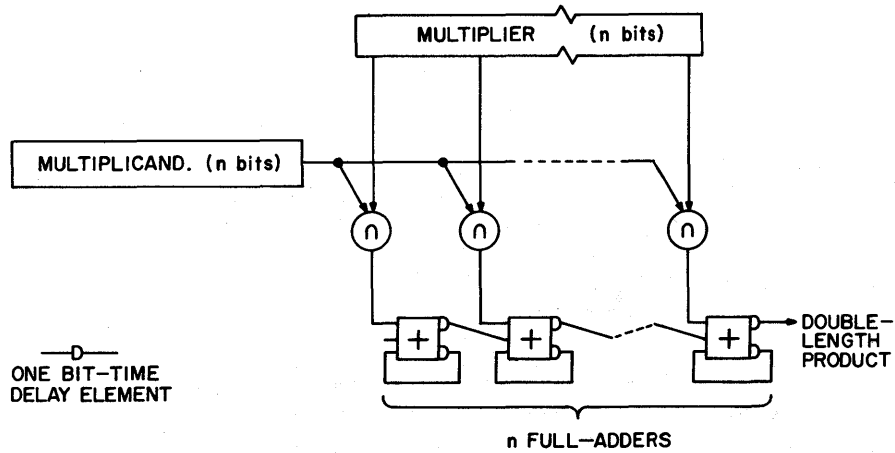 MULTIPLIER (n bits)
MULTIPLICAND. (n bits)
∩ ∩ ∩
+ + +
DOUBLE-
LENGTH
PRODUCT
ONE BIT-TIME
DELAY ELEMENT
n FULL-ADDERS